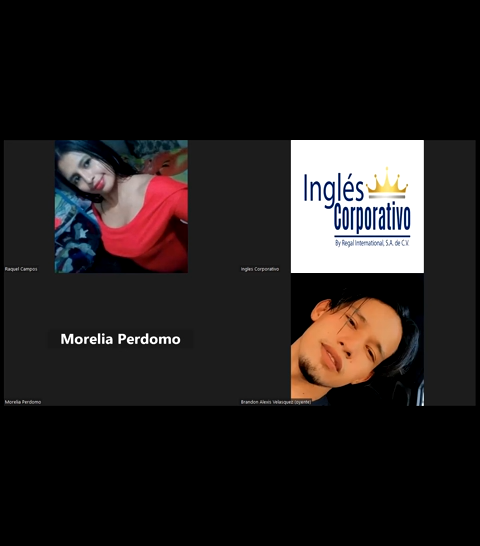 Inglés
Corporativo
By Regal International, S.A. de C.V.
Raquel Campos
Inglés Corporativo
Morelia Perdomo
Morelia Perdomo
Brandon Alexis Velasquez (oyente)